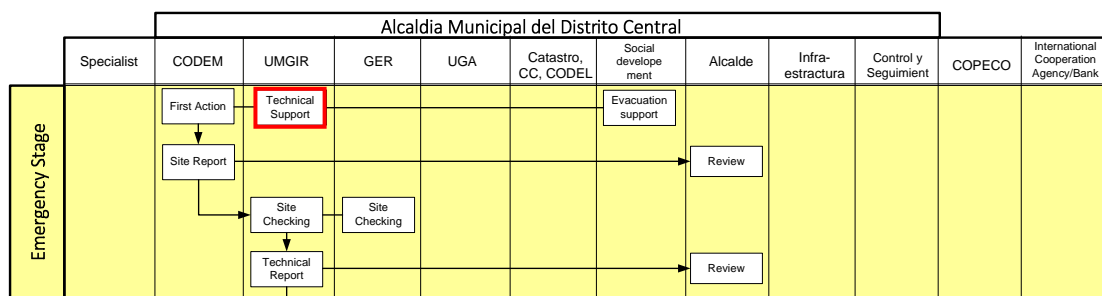 Alcaldia Municipal del Distrito Central
Specialist
CODEM
UMGIR
GER
UGA
Catastro,
CC, CODEL
Social
develope
ment
Alcalde
Infra-
estractura
Control y
Seguimient
COPECO
International
Cooperation
Agency/Bank
Emergency Stage
First Action
Technical
Support
Evacuation
support
Site Report
Review
Site
Checking
Site
Checking
Technical
Report
Review